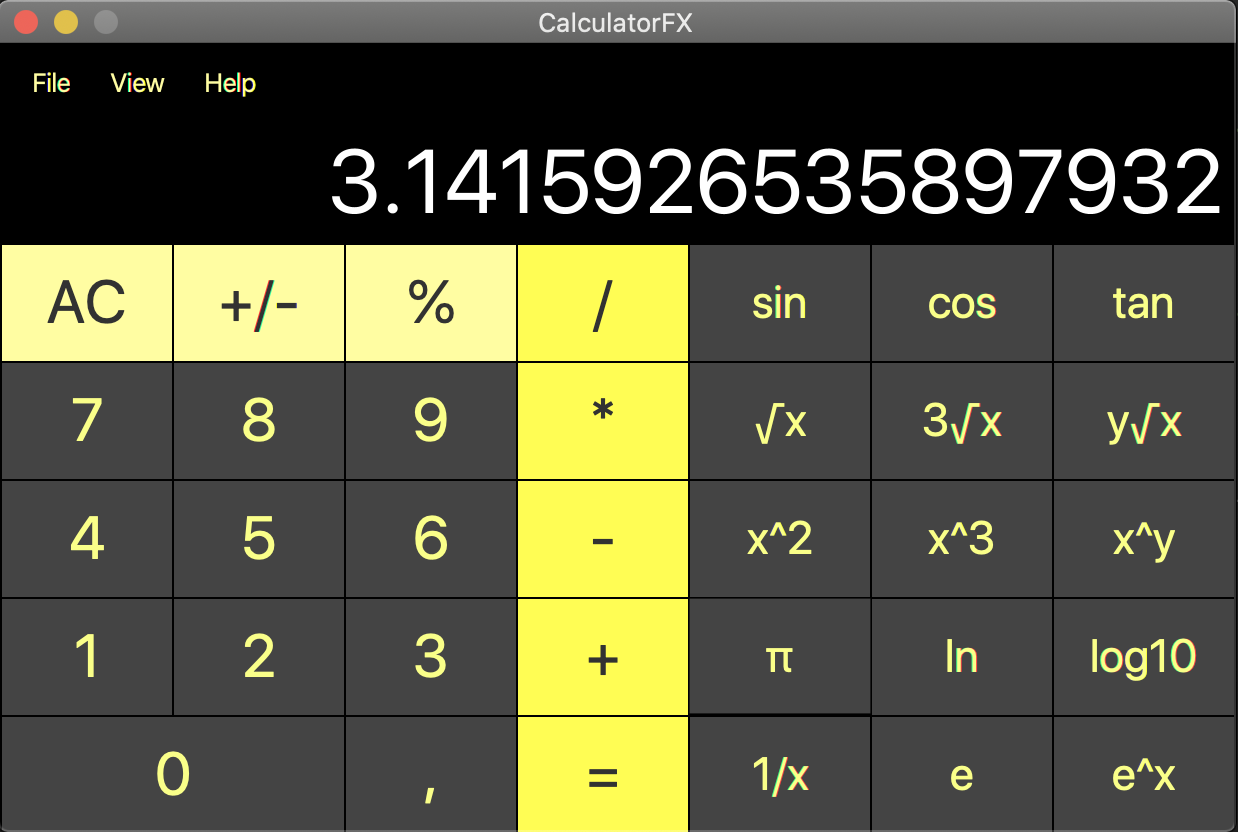 CalculatorFX
File View Help
3.1415926535897932
AC +/- % / sin cos tan
7 8 9 * √x 3√x y√x
4 5 6 - x^2 x^3 x^y
1 2 3 + π ln log10
0 , = 1/x e e^x